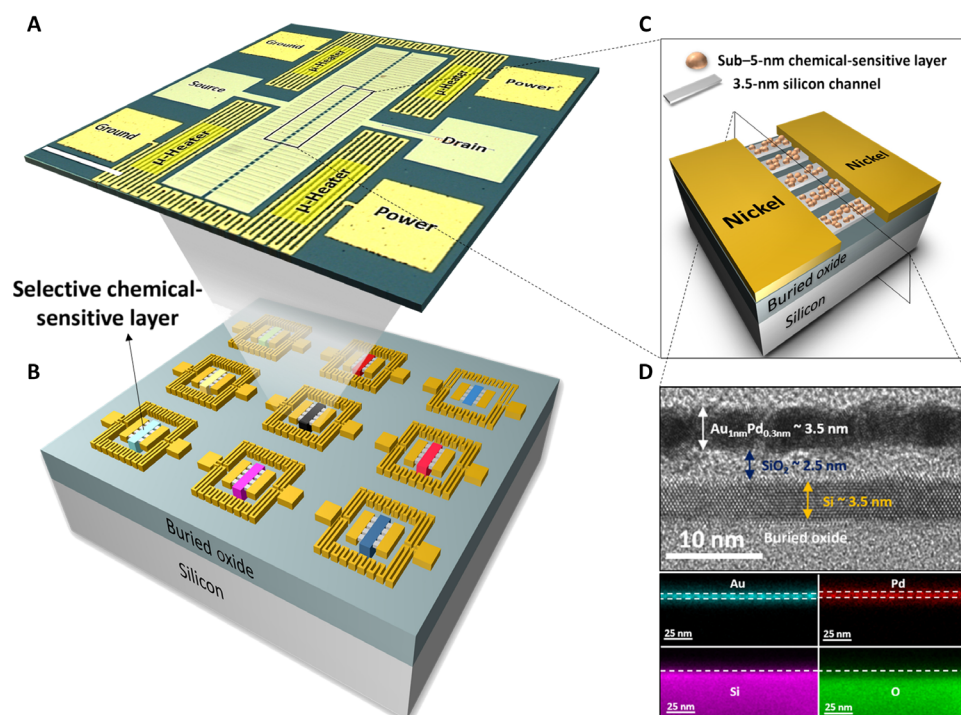 A
Ground
μ-Heater
μ-Heater
Power
Source
Ground
μ-Heater
Drain
μ-Heater
Power
Selective chemical-
sensitive layer
B
Buried oxide
Silicon
C
Sub–5-nm chemical-sensitive layer
3.5-nm silicon channel
Nickel
Nickel
Buried oxide
Silicon
D
Au1nmPd0.3nm ~ 3.5 nm
SiOx ~ 2.5 nm
Si ~ 3.5 nm
Buried oxide
10 nm
Au
25 nm
Pd
25 nm
Si
25 nm
O
25 nm